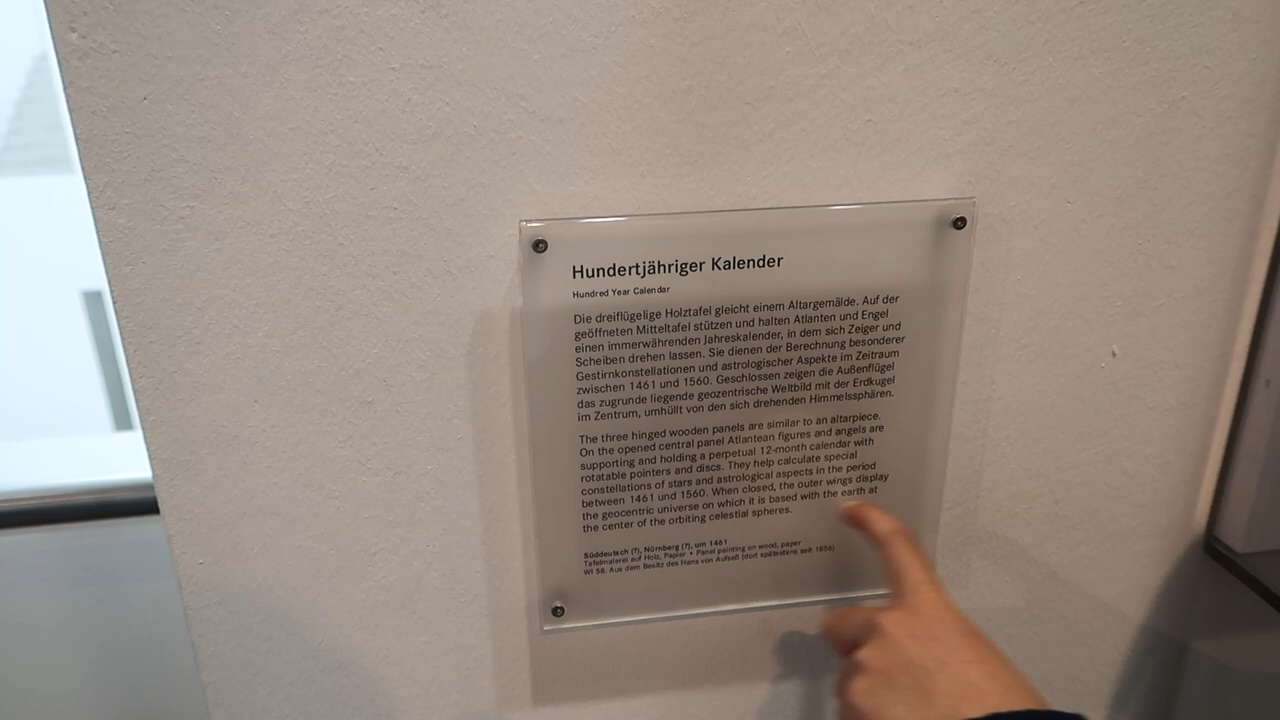 Hundertjähriger Kalender
Hundred Year Calendar
Die dreiflügelige Holztafel gleicht einem Altargemälde. Auf der
geöffneten Mitteltafel stützen und halten Atlanten und Engel
einen immerwährenden Jahreskalender, in dem sich Zeiger und
Scheiben drehen lassen. Sie dienen der Berechnung besonderer
Gestirnkonstellationen und astrologischer Aspekte im Zeitraum
zwischen 1461 und 1560. Geschlossen zeigen die Außenflügel
das zugrunde liegende geozentrische Weltbild mit der Erdkugel
im Zentrum, umhüllt von den sich drehenden Himmelssphären.
The three hinged wooden panels are similar to an altarpiece.
On the opened central panel Atlantean figures and angels are
supporting and holding a perpetual 12-month calendar with
rotatable pointers and discs. They help calculate special
constellations of stars and astrological aspects in the period
between 1461 und 1560. When closed, the outer wings display
the geocentric universe on which it is based with the earth at
the center of the orbiting celestial spheres.
Süddeutsch (?), Nürnberg (?), um 1461
Tafelmalerei auf Holz, Papier • Panel painting on wood, paper
WI 58. Aus dem Besitz des Hans von Aufseß (dort spätestens seit 1856)